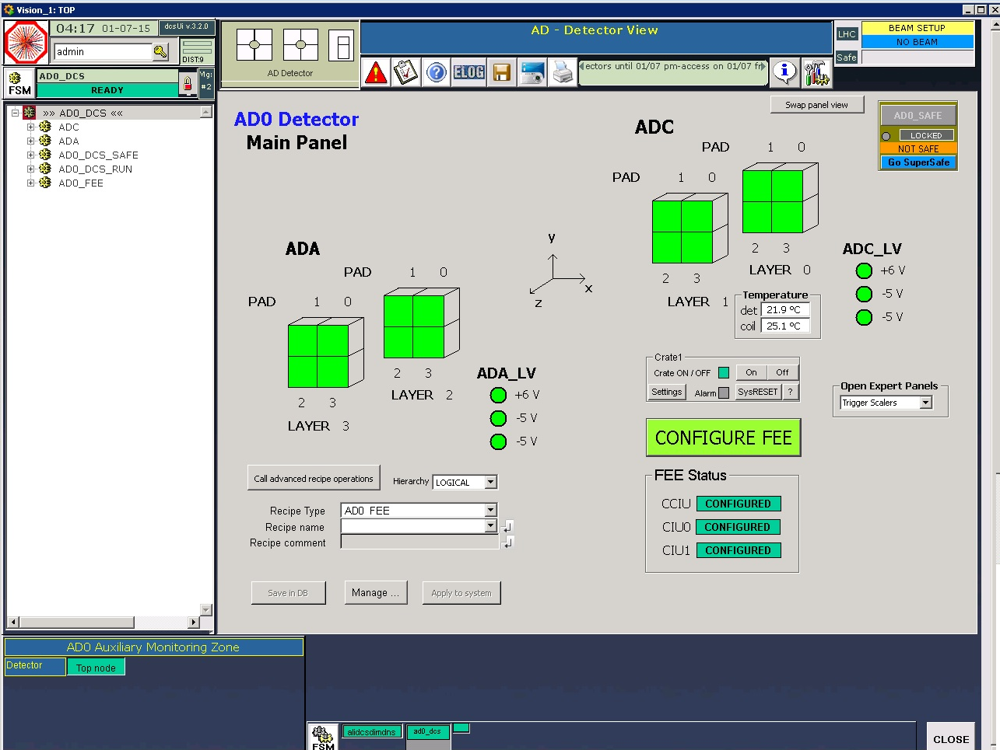 Vision_1: TOP
04:17 01-07-15 dcsUi v.3.2.0
admin
DIST:9
FSM
AD0_DCS
READY
Mg:
#2
AD Detector
AD - Detector View
ELOG
ectors until 01/07 pm-access on 01/07 fr
LHC
Safe
BEAM SETUP
NO BEAM
>> AD0_DCS <<
ADC
ADA
AD0_DCS_SAFE
AD0_DCS_RUN
AD0_FEE
AD0 Detector
Main Panel
Swap panel view
AD0_SAFE
LOCKED
NOT SAFE
Go SuperSafe
ADC
PAD 1 0
PAD 1 0
2 3
LAYER 0
2 3
LAYER 1
ADC_LV
+6 V
-5 V
-5 V
y
x
z
Temperature
det 21.9 ºC
coil 25.1 ºC
ADA
PAD 1 0
PAD 1 0
2 3
LAYER 2
2 3
LAYER 3
ADA_LV
+6 V
-5 V
-5 V
Crate1
Crate ON / OFF On Off
Settings Alarm SysRESET ?
Open Expert Panels
Trigger Scalers
CONFIGURE FEE
FEE Status
CCIU CONFIGURED
CIU0 CONFIGURED
CIU1 CONFIGURED
Call advanced recipe operations Hierarchy LOGICAL
Recipe Type AD0 FEE
Recipe name
Recipe comment
Save in DB Manage ... Apply to system
AD0 Auxiliary Monitoring Zone
Detector Top node
FSM alidcsdimdns ad0_dcs
CLOSE